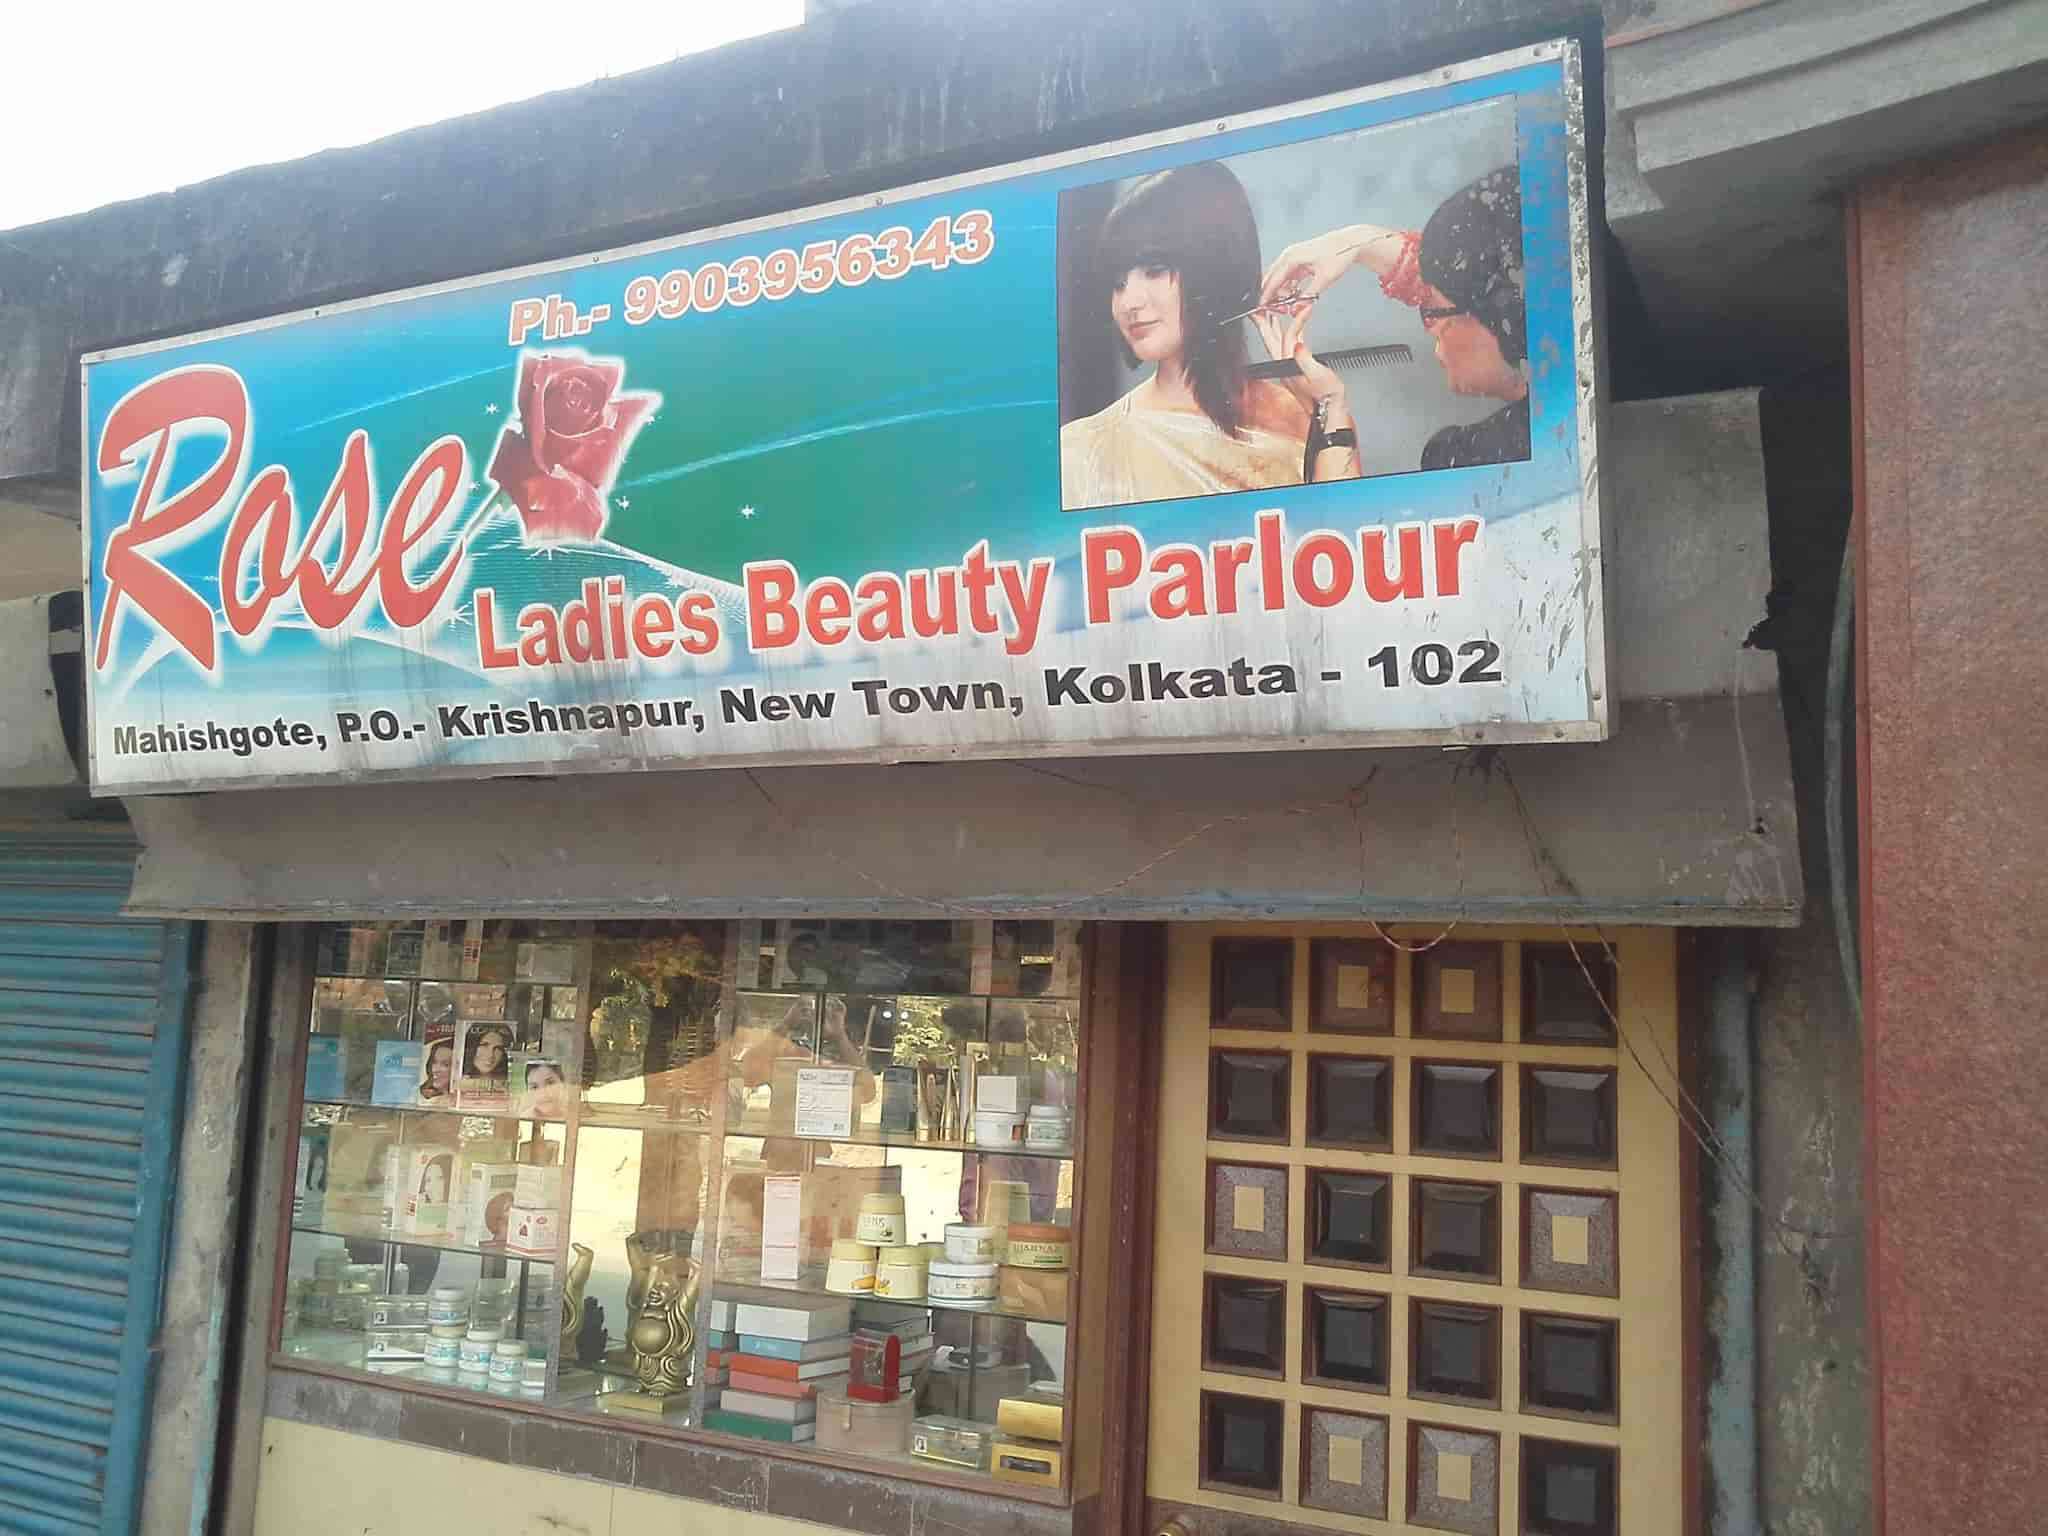 Ph.- 9903956343
Rose
Ladies Beauty Parlour
Mahishgote, P.O.- Krishnapur, New Town, Kolkata - 102